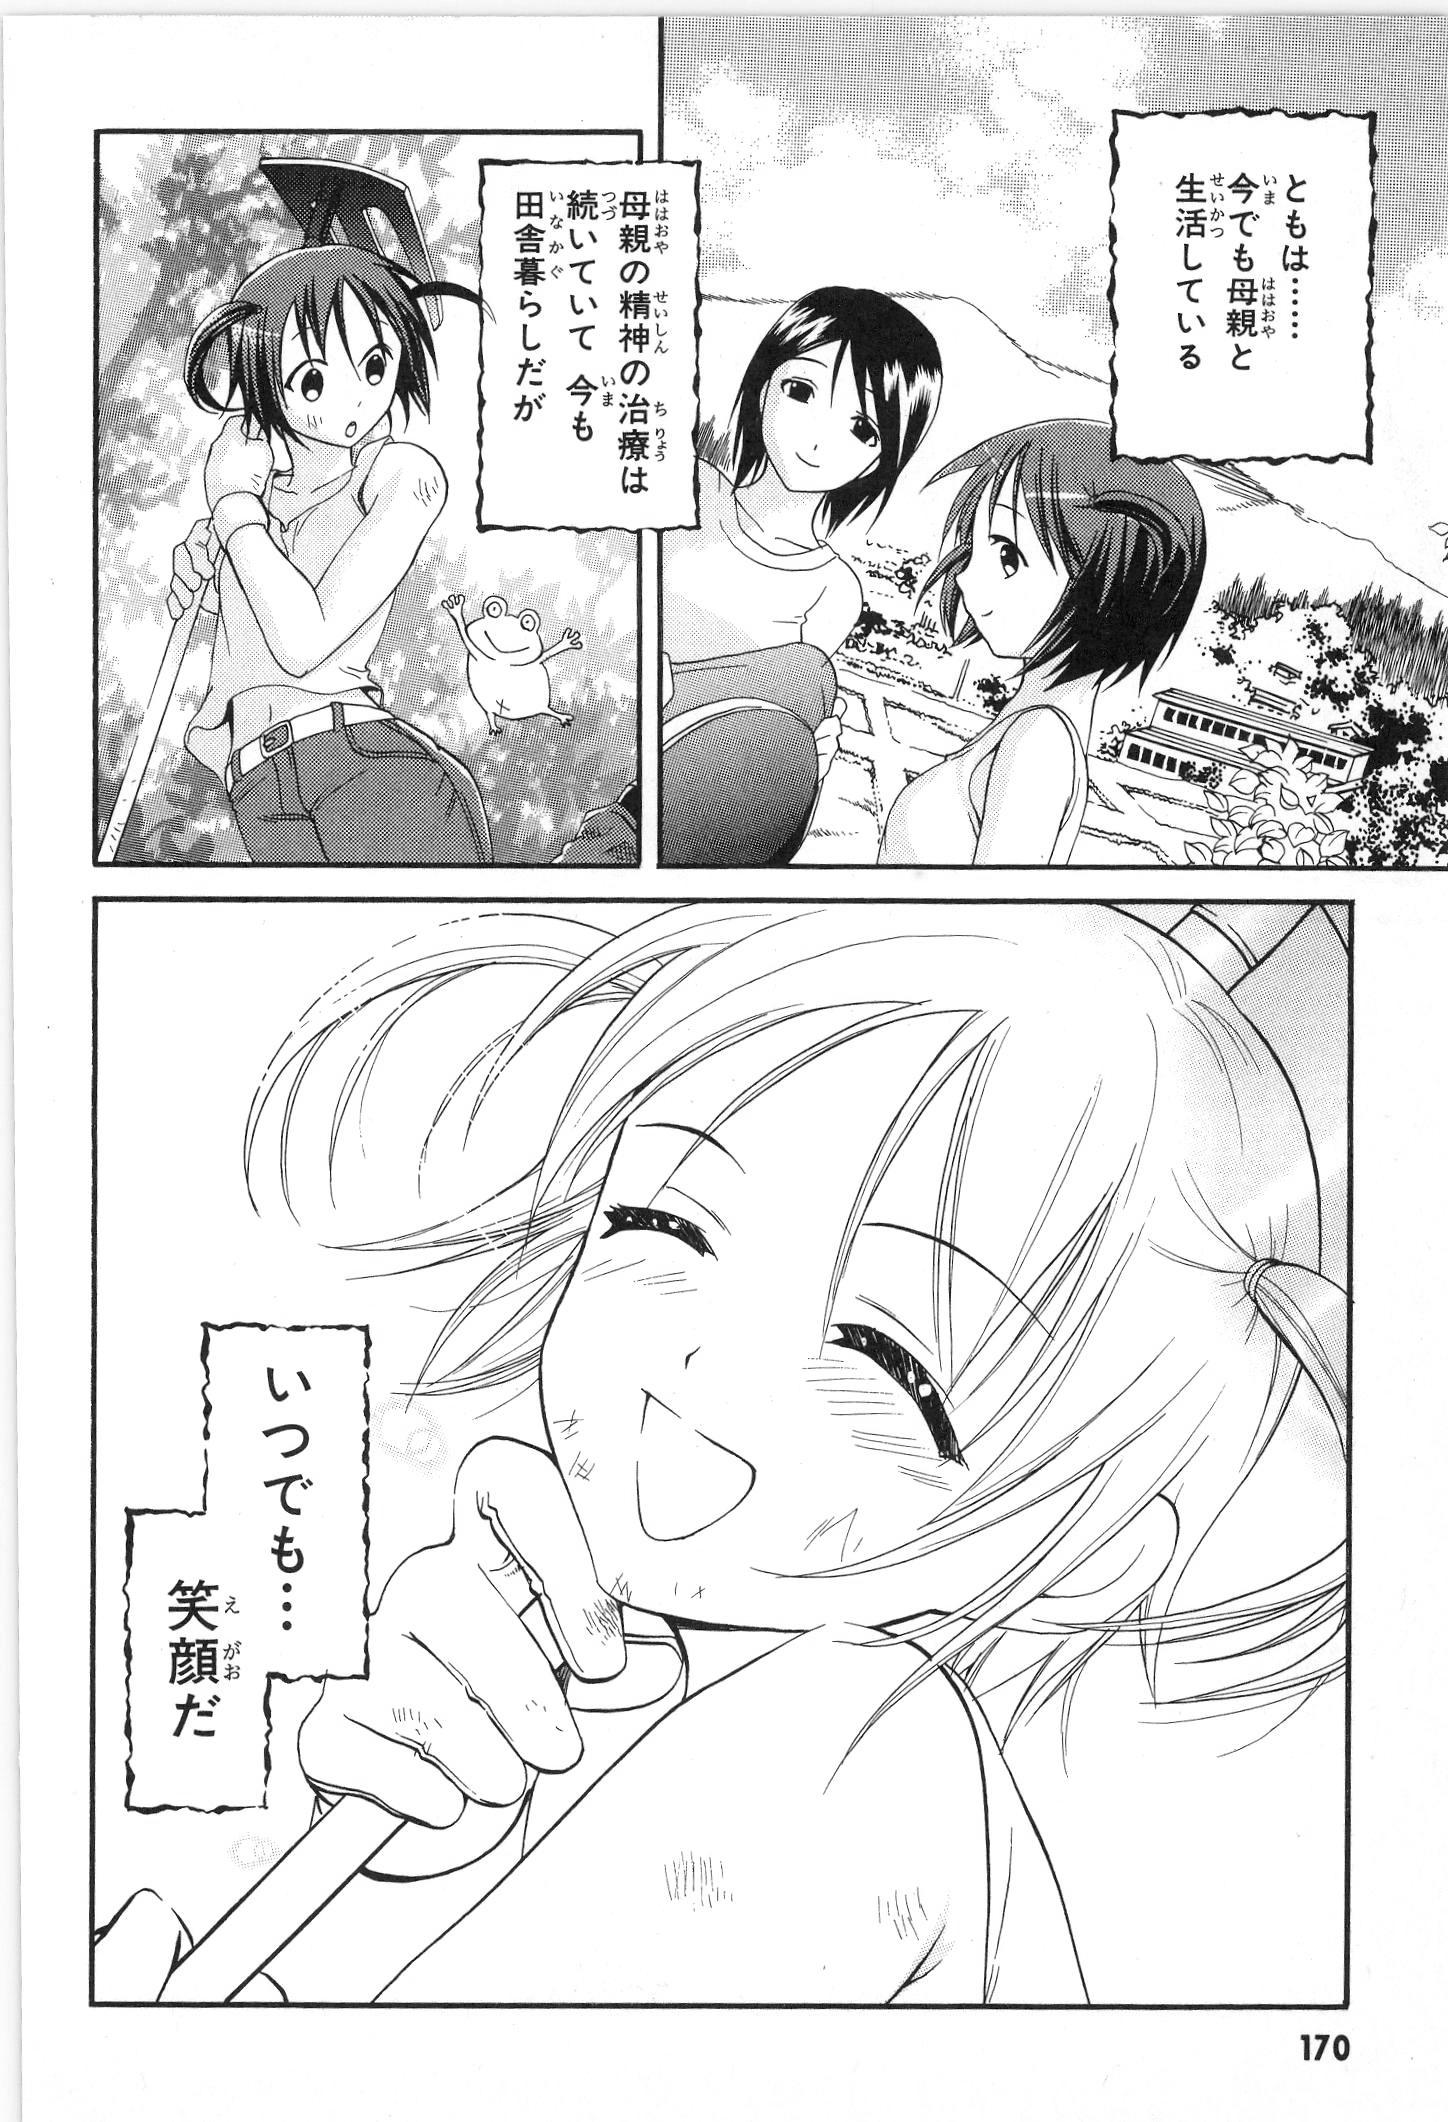 ともは……
今でも母親と
生活している
母親の精神の治療は
続いていて 今も
田舎暮らしだが
いつでも…
笑顔だ
170